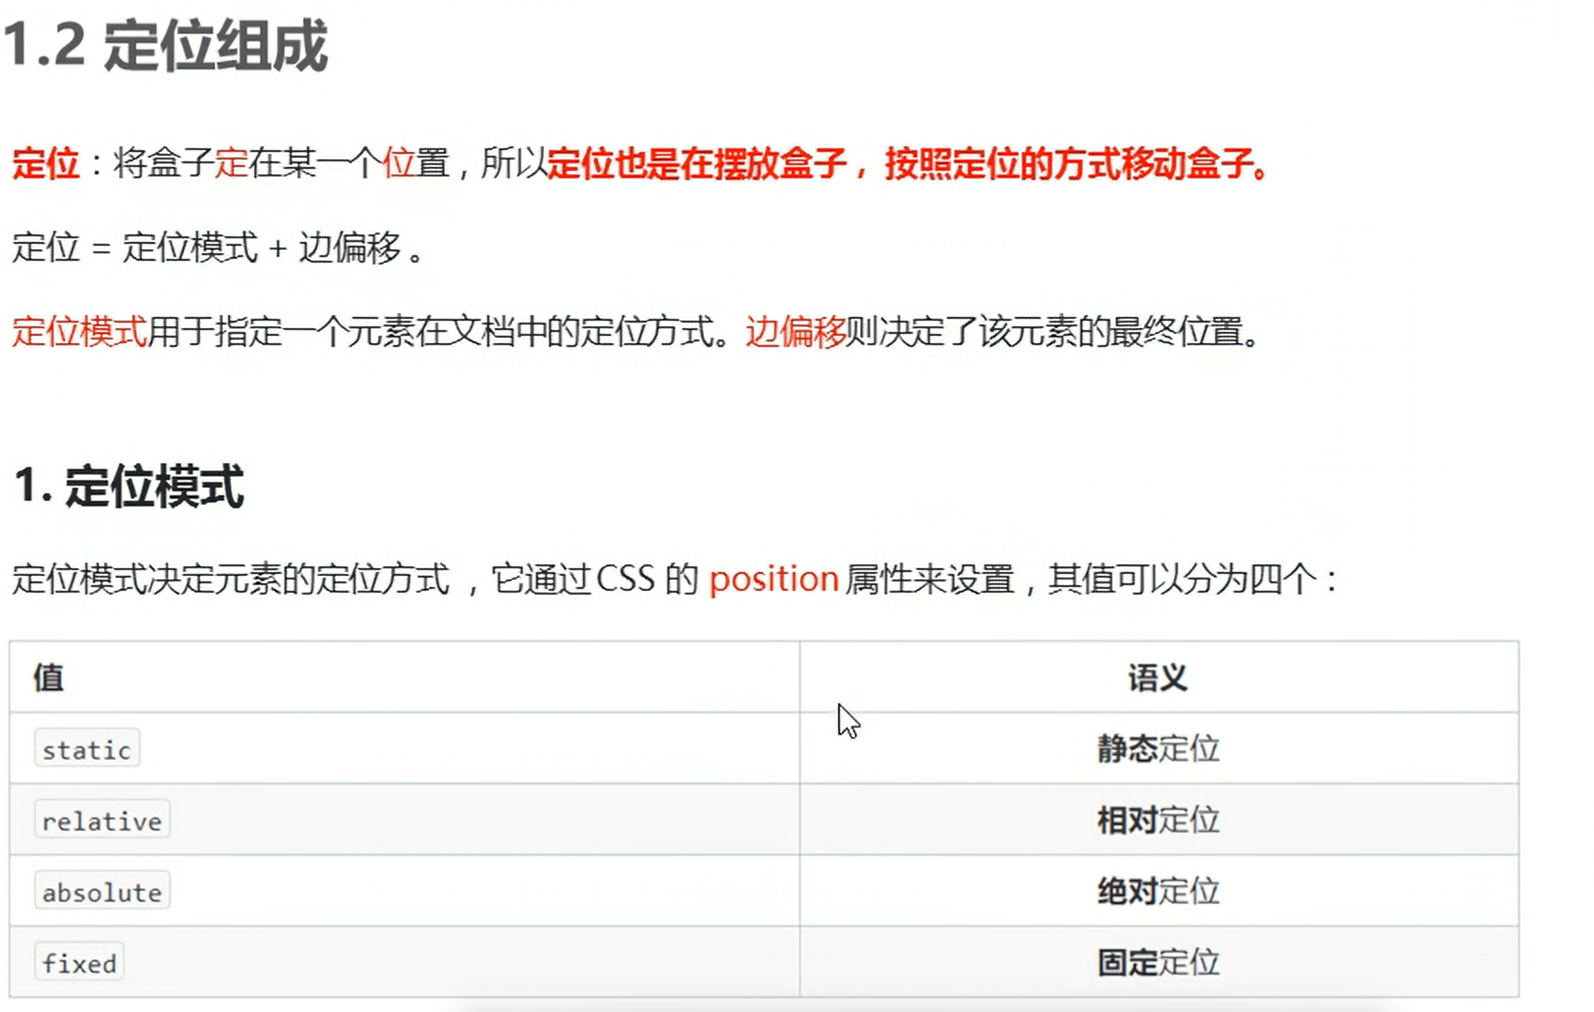 1.2 定位组成
定位：将盒子定在某一个位置，所以定位也是在摆放盒子，按照定位的方式移动盒子。
定位 = 定位模式 + 边偏移 。
定位模式用于指定一个元素在文档中的定位方式。边偏移则决定了该元素的最终位置。
1. 定位模式
定位模式决定元素的定位方式 ，它通过CSS 的 position 属性来设置，其值可以分为四个：
值 语义
static 静态定位
relative 相对定位
absolute 绝对定位
fixed 固定定位